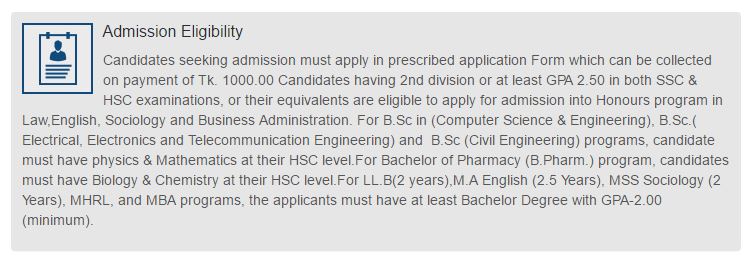 Admission Eligibility
Candidates seeking admission must apply in prescribed application Form which can be collected
on payment of Tk. 1000.00 Candidates having 2nd division or at least GPA 2.50 in both SSC &
HSC examinations, or their equivalents are eligible to apply for admission into Honours program in
Law,English, Sociology and Business Administration. For B.Sc in (Computer Science & Engineering), B.Sc.(
Electrical, Electronics and Telecommunication Engineering) and  B.Sc (Civil Engineering) programs, candidate
must have physics & Mathematics at their HSC level.For Bachelor of Pharmacy (B.Pharm.) program, candidates
must have Biology & Chemistry at their HSC level.For LL.B(2 years),M.A English (2.5 Years), MSS Sociology (2
Years), MHRL, and MBA programs, the applicants must have at least Bachelor Degree with GPA-2.00
(minimum).